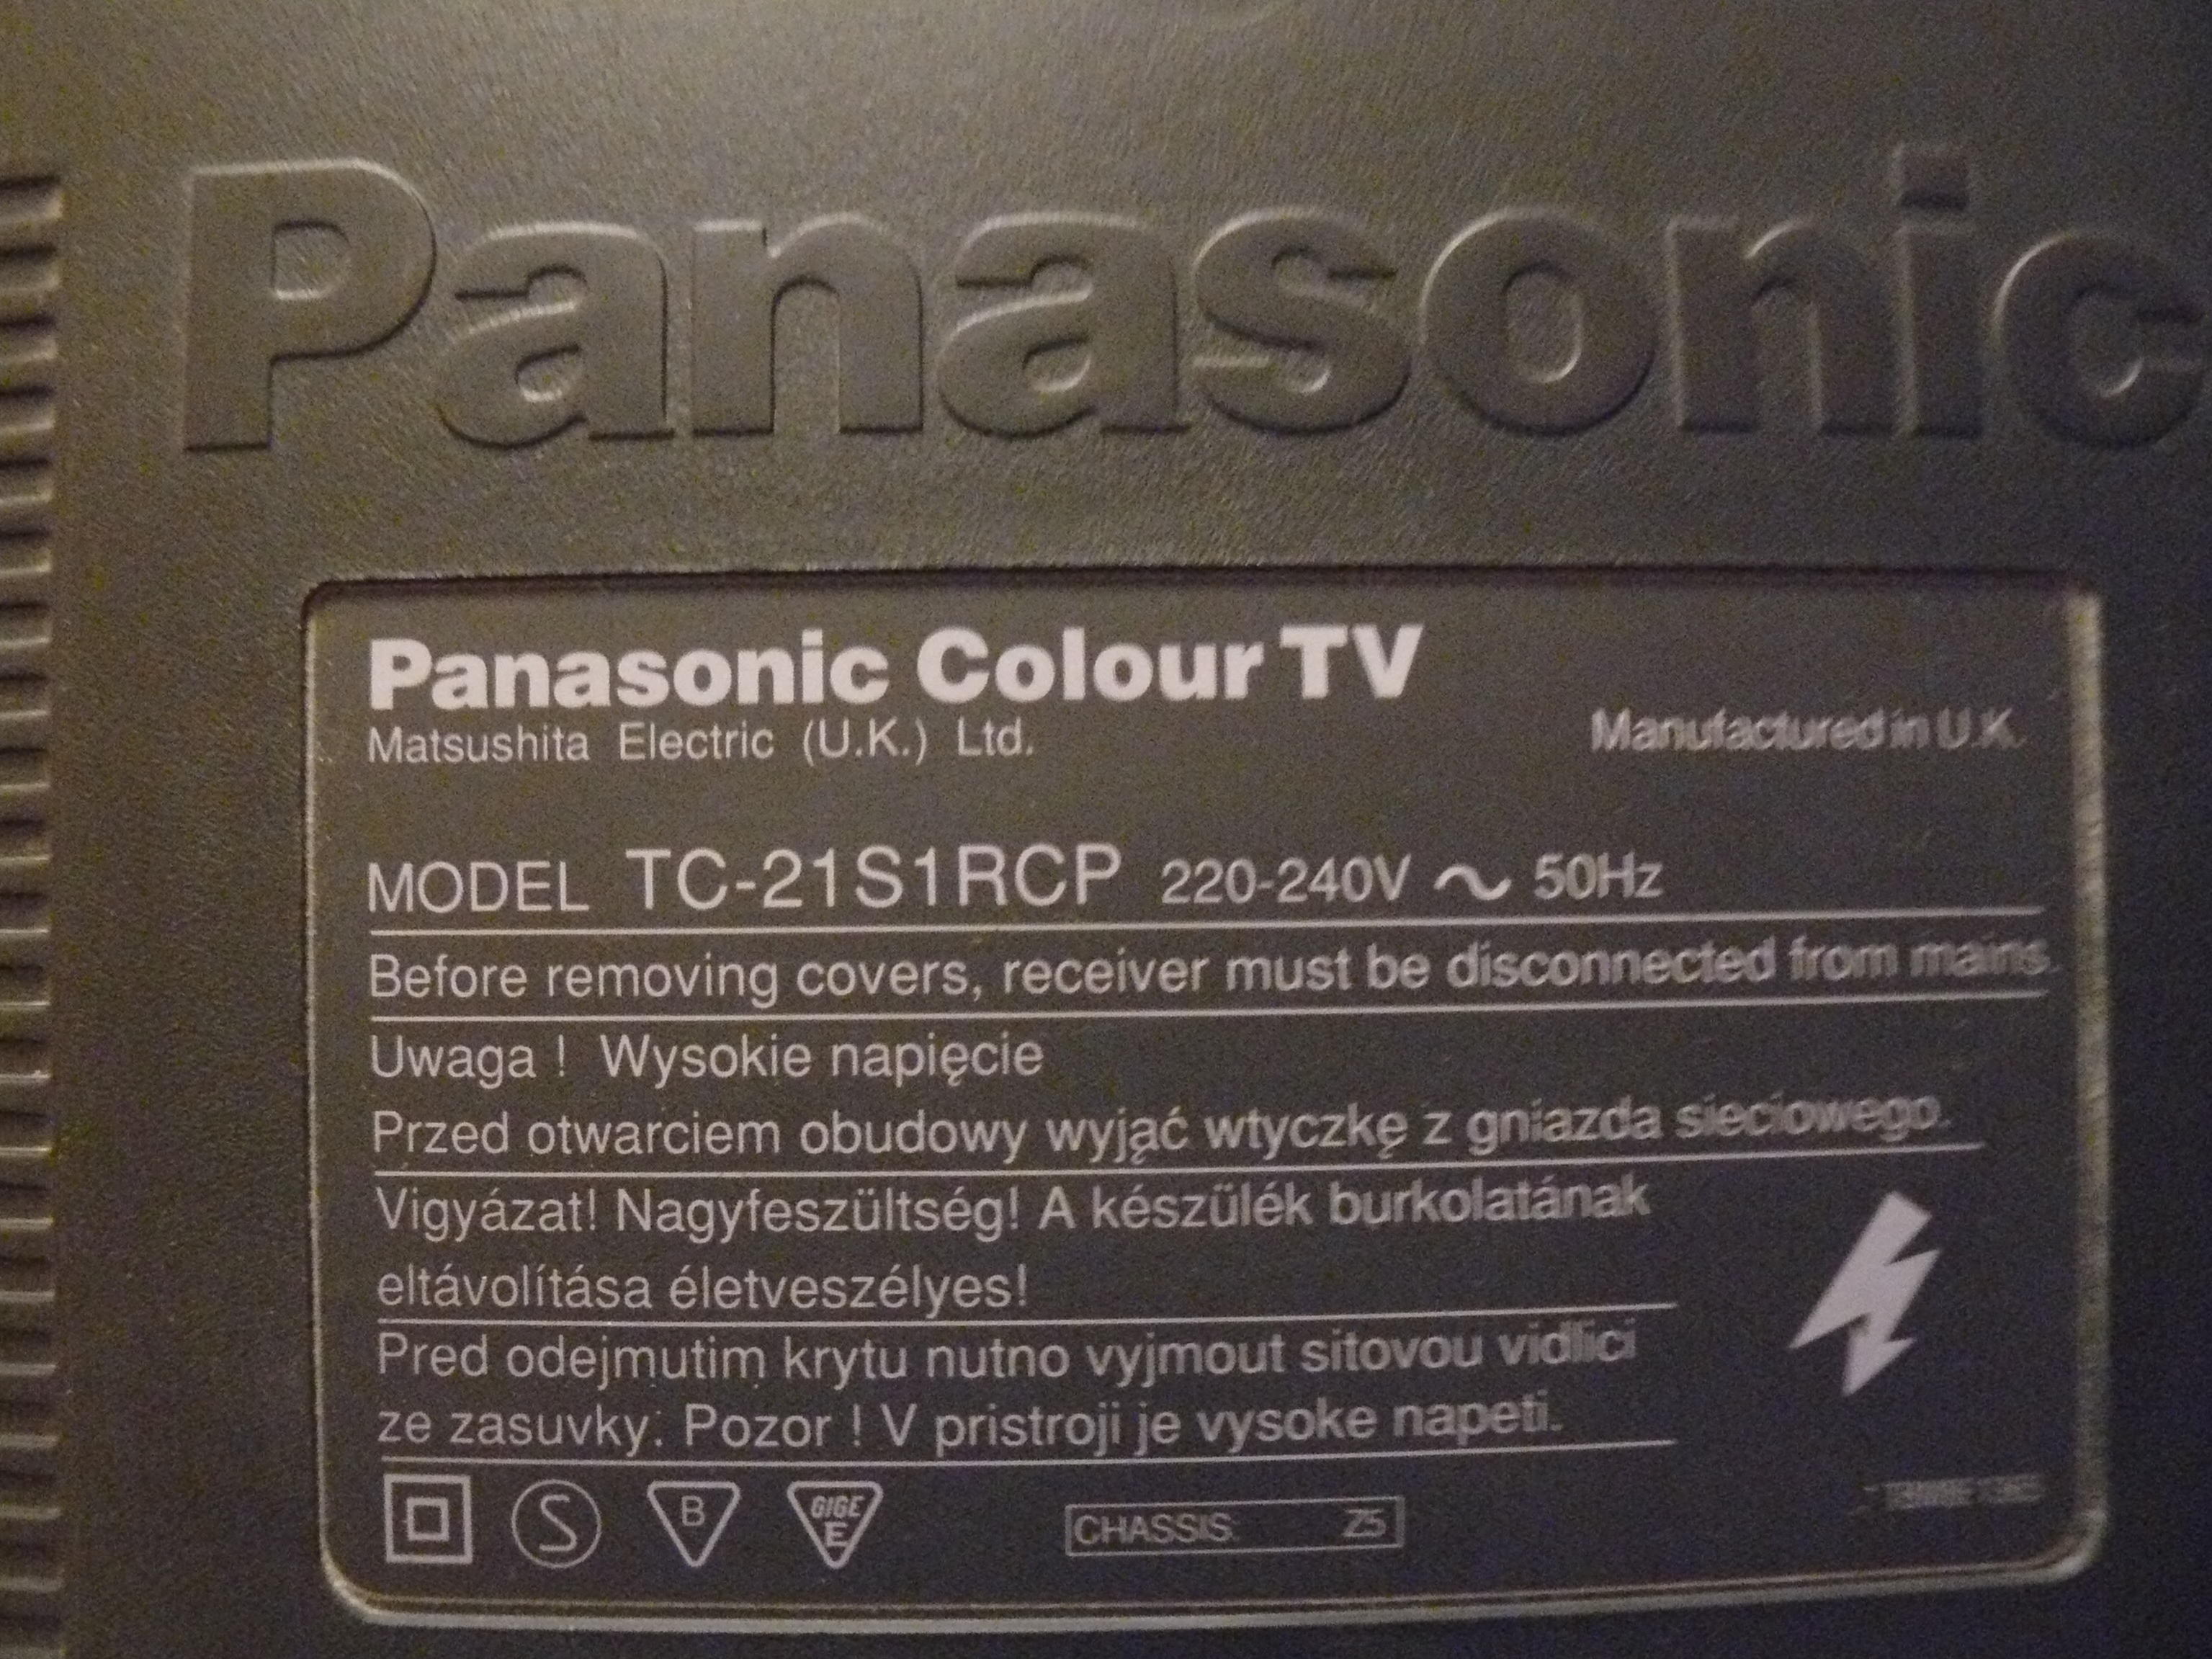 Panasonic
Panasonic Colour TV
Matsushita Electric (U.K.) Ltd.
Manufactured in U.K.
MODEL TC-21S1RCP 220-240V ~ 50Hz
Before removing covers, receiver must be disconnected from mains.
Uwaga ! Wysokie napięcie
Przed otwarciem obudowy wyjąć wtyczkę z gniazda sieciowego.
Vigyázat! Nagyfeszültség! A készülék burkolatának
eltávolítása életveszélyes!
Pred odejmutim krytu nutno vyjmout sitovou vidlici
ze zasuvky. Pozor ! V pristroji je vysoke napeti.
S B GIGE E CHASSIS: Z5